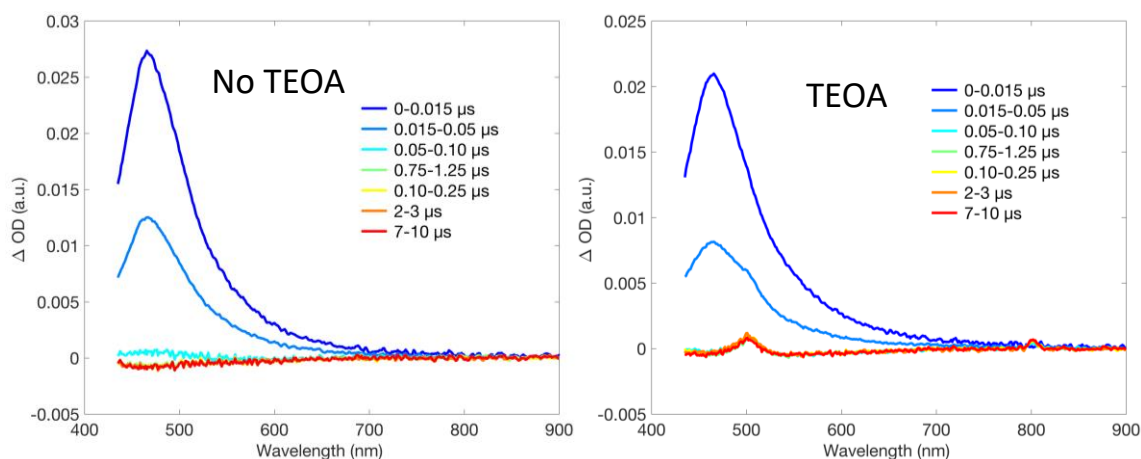 No TEOA
0.03
0.025
0.02
0.015
0.01
0.005
0
-0.005
Δ OD (a.u.)
0-0.015 µs
0.015-0.05 µs
0.05-0.10 µs
0.75-1.25 µs
0.10-0.25 µs
2-3 µs
7-10 µs
400 500 600 700 800 900
Wavelength (nm)
TEOA
0.025
0.02
0.015
0.01
0.005
0
-0.005
Δ OD (a.u.)
0-0.015 µs
0.015-0.05 µs
0.05-0.10 µs
0.75-1.25 µs
0.10-0.25 µs
2-3 µs
7-10 µs
400 500 600 700 800 900
Wavelength (nm)